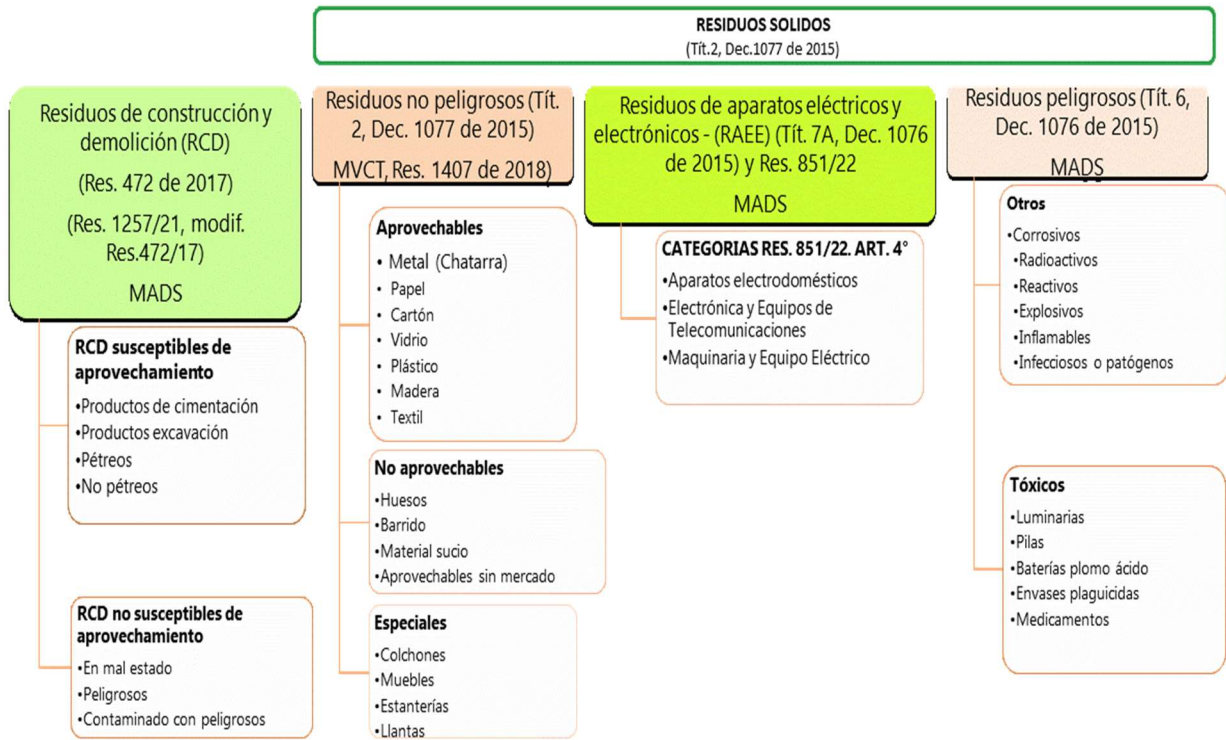 RESIDUOS SOLIDOS
(Tít.2, Dec.1077 de 2015)
Residuos de construcción y
demolición (RCD)
(Res. 472 de 2017)
(Res. 1257/21, modif.
Res.472/17)
MADS
RCD susceptibles de
aprovechamiento
•Productos de cimentación
•Productos excavación
•Pétreos
•No pétreos
RCD no susceptibles de
aprovechamiento
•En mal estado
•Peligrosos
•Contaminado con peligrosos
Residuos no peligrosos (Tít.
2, Dec. 1077 de 2015)
MVCT, Res. 1407 de 2018)
Aprovechables
• Metal (Chatarra)
• Papel
• Cartón
• Vidrio
• Plástico
• Madera
• Textil
No aprovechables
•Huesos
•Barrido
•Material sucio
•Aprovechables sin mercado
Especiales
•Colchones
•Muebles
•Estanterías
•Llantas
Residuos de aparatos eléctricos y
electrónicos - (RAEE) (Tít. 7A, Dec. 1076
de 2015) y Res. 851/22
MADS
CATEGORIAS RES. 851/22. ART. 4°
•Aparatos electrodomésticos
•Electrónica y Equipos de
Telecomunicaciones
•Maquinaria y Equipo Eléctrico
Residuos peligrosos (Tít. 6,
Dec. 1076 de 2015)
MADS
Otros
•Corrosivos
•Radioactivos
•Reactivos
•Explosivos
•Inflamables
•Infecciosos o patógenos
Tóxicos
•Luminarias
•Pilas
•Baterías plomo ácido
•Envases plaguicidas
•Medicamentos